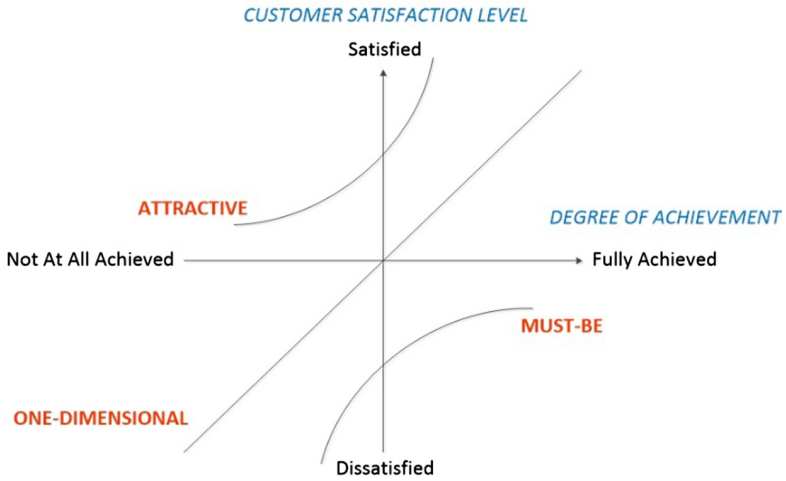 CUSTOMER SATISFACTION LEVEL
Satisfied
ATTRACTIVE
DEGREE OF ACHIEVEMENT
Not At All Achieved
Fully Achieved
MUST-BE
ONE-DIMENSIONAL
Dissatisfied